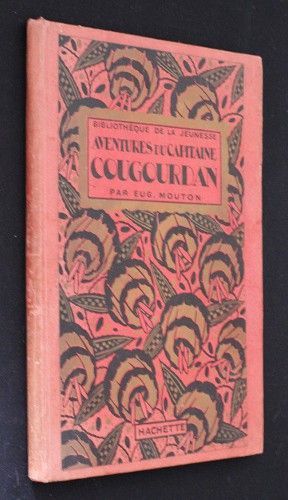 BIBLIOTHÈQUE DE LA JEUNESSE
AVENTURES DU CAPITAINE
COUGOURDAN
PAR EUG. MOUTON
HACHETTE